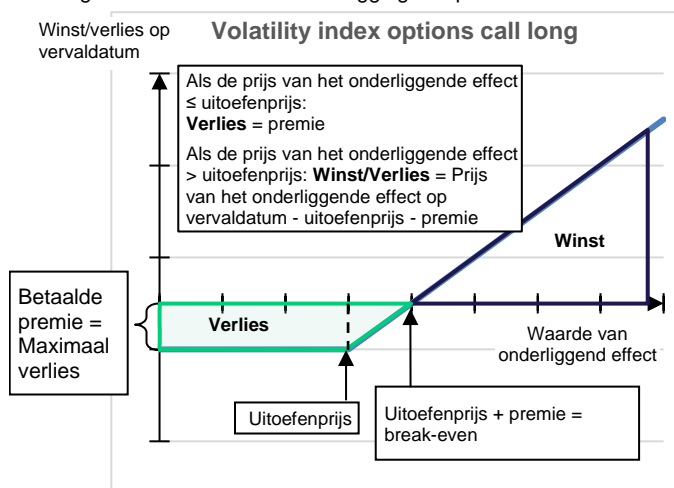 Winst/verlies op
vervaldatum
Volatility index options call long
Als de prijs van het onderliggende effect
≤ uitoefenprijs:
Verlies = premie
Als de prijs van het onderliggende effect
> uitoefenprijs: Winst/Verlies = Prijs
van het onderliggende effect op
vervaldatum - uitoefenprijs - premie
Winst
Betaalde
premie =
Maximaal
verlies
Verlies
Waarde van
onderliggend effect
Uitoefenprijs
Uitoefenprijs + premie =
break-even